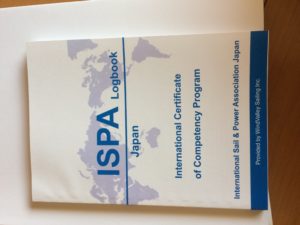 ISPA Logbook
Japan
International Certificate
of Competency Program
International Sail & Power Association Japan
Provided by WindValley Sailing Inc.